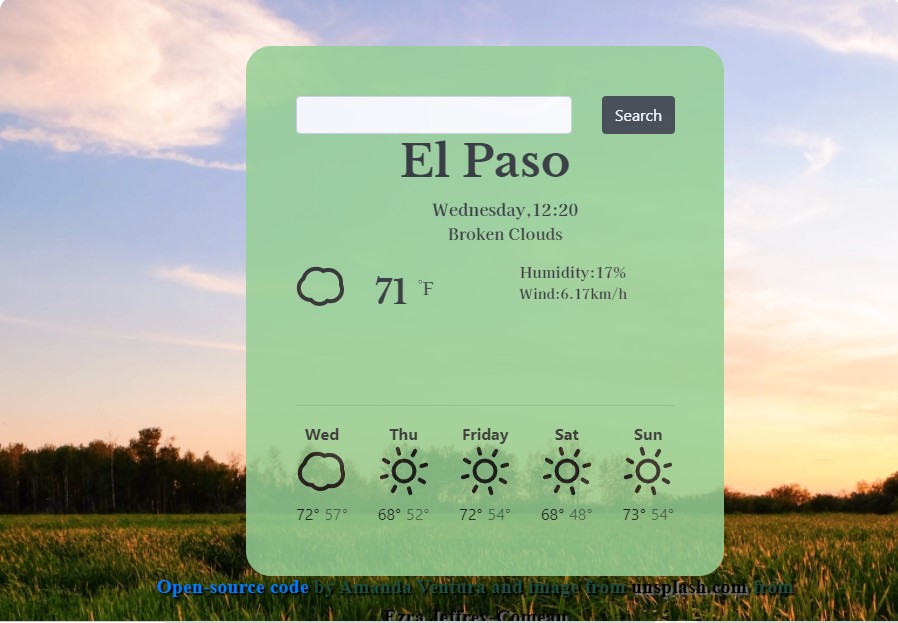 Search
El Paso
Wednesday,12:20
Broken Clouds
71 °F
Humidity:17%
Wind:6.17km/h
Wed Thu Friday Sat Sun
72° 57° 68° 52° 72° 54° 68° 48° 73° 54°
Open-source code by Amanda Ventura and image from unsplash.com from
Ezra Jeffrey-Comeau